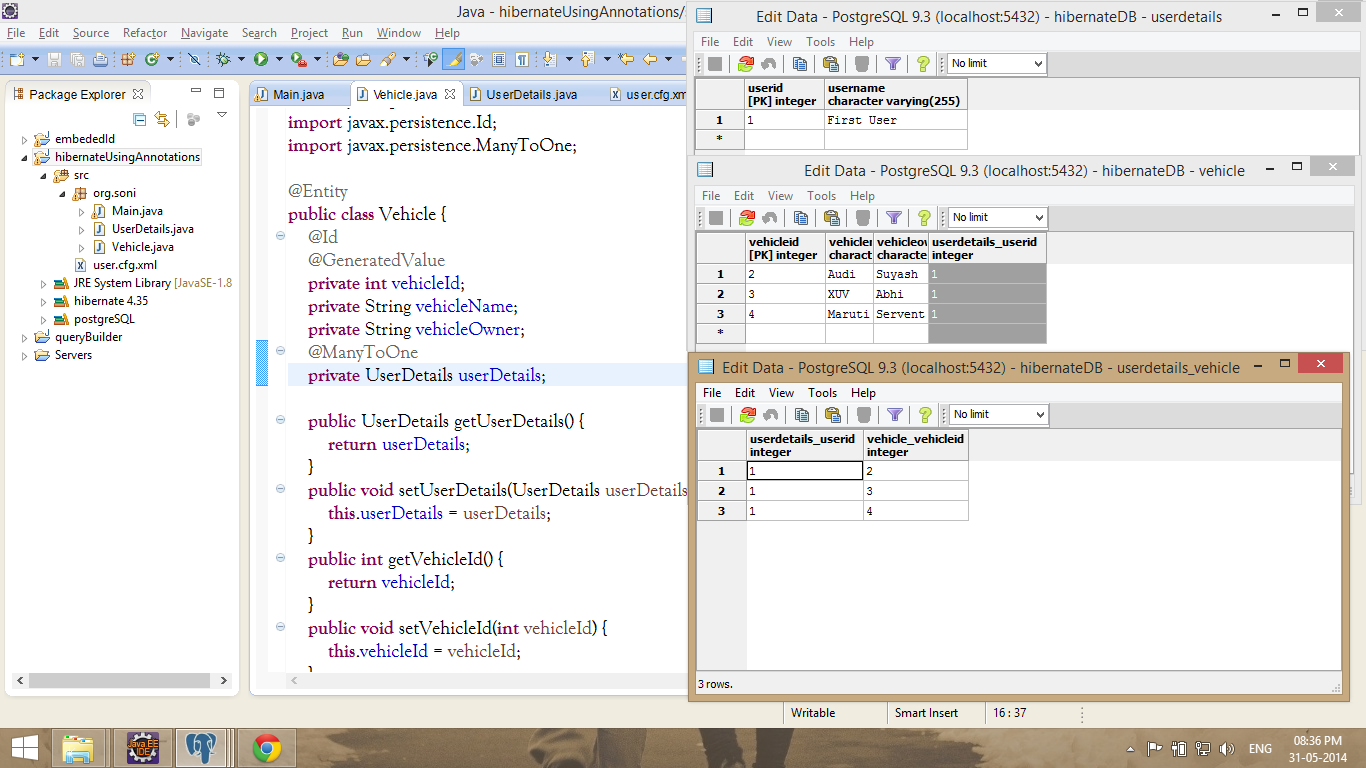 Java - hibernateUsingAnnotations/
File Edit Source Refactor Navigate Search Project Run Window Help
Package Explorer
embededId
hibernateUsingAnnotations
src
org.soni
Main.java
UserDetails.java
Vehicle.java
user.cfg.xml
JRE System Library [JavaSE-1.8
hibernate 4.35
postgreSQL
queryBuilder
Servers
Main.java Vehicle.java UserDetails.java user.cfg.xm
import javax.persistence.Id;
import javax.persistence.ManyToOne;
@Entity
public class Vehicle {
@Id
@GeneratedValue
private int vehicleId;
private String vehicleName;
private String vehicleOwner;
@ManyToOne
private UserDetails userDetails;
public UserDetails getUserDetails() {
return userDetails;
}
public void setUserDetails(UserDetails userDetails
this.userDetails = userDetails;
}
public int getVehicleId() {
return vehicleId;
}
public void setVehicleId(int vehicleId) {
this.vehicleId = vehicleId;
}
Edit Data - PostgreSQL 9.3 (localhost:5432) - hibernateDB - userdetails
File Edit View Tools Help
No limit
userid username
[PK] integer character varying(255)
1 1 First User
*
Edit Data - PostgreSQL 9.3 (localhost:5432) - hibernateDB - vehicle
File Edit View Tools Help
No limit
vehicleid vehicler vehicleov userdetails_userid
[PK] integer charact characte integer
1 2 Audi Suyash 1
2 3 XUV Abhi 1
3 4 Maruti Servent 1
*
Edit Data - PostgreSQL 9.3 (localhost:5432) - hibernateDB - userdetails_vehicle
File Edit View Tools Help
No limit
userdetails_userid vehicle_vehicleid
integer integer
1 1 2
2 1 3
3 1 4
3 rows.
Writable Smart Insert 16 : 37
Java EE
IDE
ENG
08:36 PM
31-05-2014